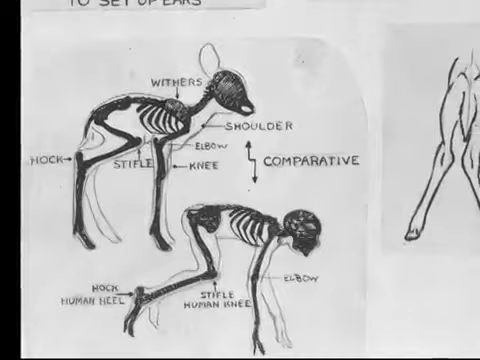 TO SET UP EARS
WITHERS
SHOULDER
ELBOW
HOCK
STIFLE
KNEE
COMPARATIVE
ELBOW
HOCK
HUMAN HEEL
STIFLE
HUMAN KNEE